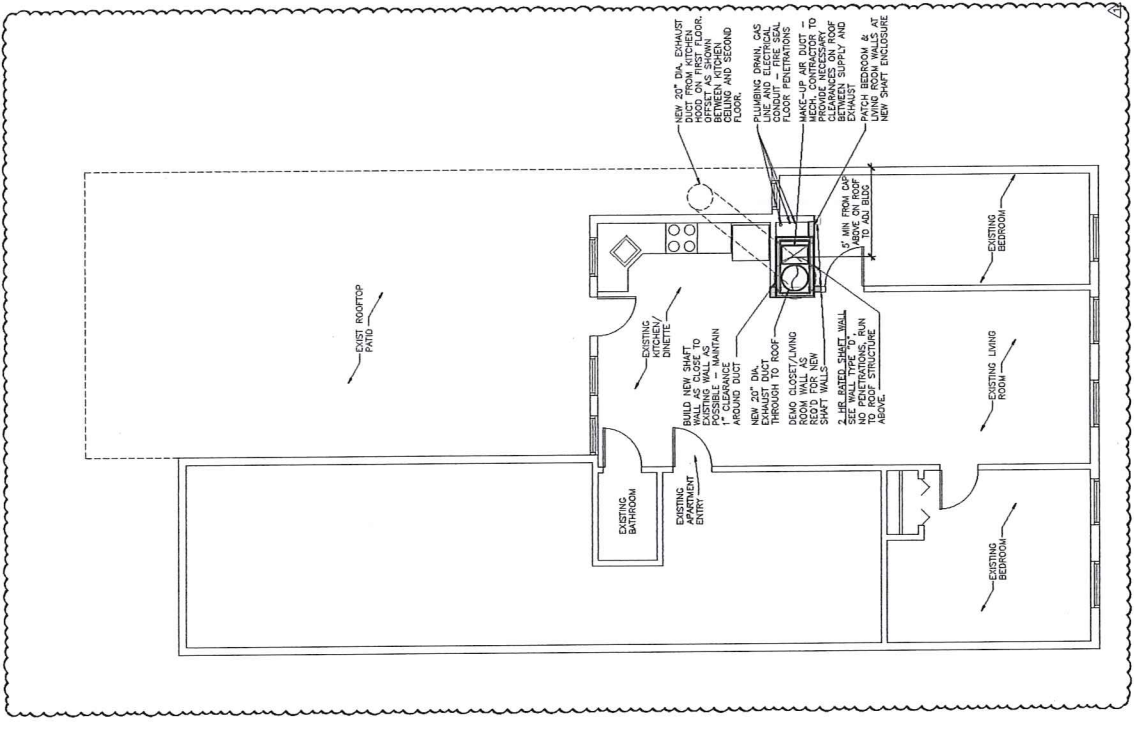 EXIST ROOFTOP
PATIO
NEW 20" DIA. EXHAUST
DUCT FROM KITCHEN
HOOD ON FIRST FLOOR.
OFFSET AS SHOWN
BETWEEN KITCHEN
CEILING AND SECOND
FLOOR.
PLUMBING DRAIN, GAS
LINE AND ELECTRICAL
CONDUIT – FIRE SEAL
FLOOR PENETRATIONS
MAKE-UP AIR DUCT –
MECH. CONTRACTOR TO
PROVIDE NECESSARY
CLEARANCES ON ROOF
BETWEEN SUPPLY AND
EXHAUST
PATCH BEDROOM &
LIVING ROOM WALLS AT
NEW SHAFT ENCLOSURE
EXISTING
KITCHEN/
DINETTE
BUILD NEW SHAFT
WALL AS CLOSE TO
EXISTING WALL AS
POSSIBLE – MAINTAIN
1" CLEARANCE
AROUND DUCT
NEW 20" DIA.
EXHAUST DUCT
THROUGH TO ROOF
DEMO CLOSET/LIVING
ROOM WALL AS
REQ'D FOR NEW
SHAFT WALLS
2 HR RATED SHAFT WALL
SEE WALL TYPE "D".
NO PENETRATIONS, RUN
TO ROOF STRUCTURE
ABOVE.
5' MIN FROM CAP
ABOVE ON ROOF
TO ADJ BLDG
EXISTING
BATHROOM
EXISTING
APARTMENT
ENTRY
EXISTING
BEDROOM
EXISTING LIVING
ROOM
EXISTING
BEDROOM